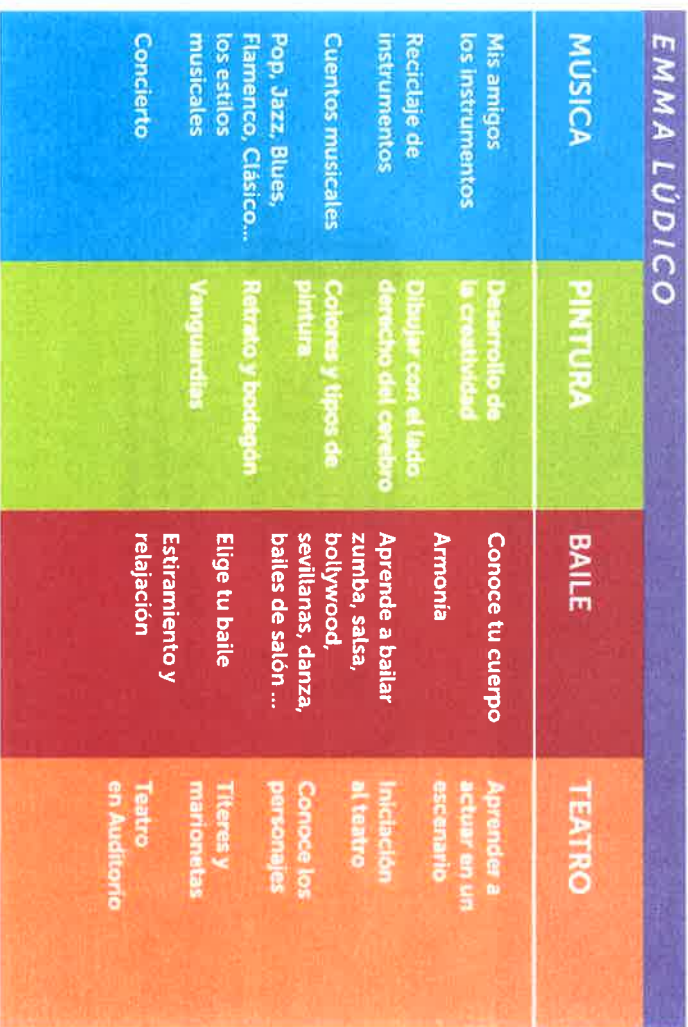 EMMA LÚDICO
MÚSICA
Mis amigos
los instrumentos
Reciclaje de
instrumentos
Cuentos musicales
Pop, Jazz, Blues,
Flamenco, Clásico...
los estilos
musicales
Concierto
PINTURA
Desarrollo de
la creatividad
Dibujar con el lado
derecho del cerebro
Colores y tipos de
pintura
Retrato y bodegón
Vanguardias
BAILE
Conoce tu cuerpo
Armonía
Aprende a bailar
zumba, salsa,
bollywood,
sevillanas, danza,
bailes de salón ...
Elige tu baile
Estiramiento y
relajación
TEATRO
Aprender a
actuar en un
escenario
Iniciación
al teatro
Conoce los
personajes
Títeres y
marionetas
Teatro
en Auditorio